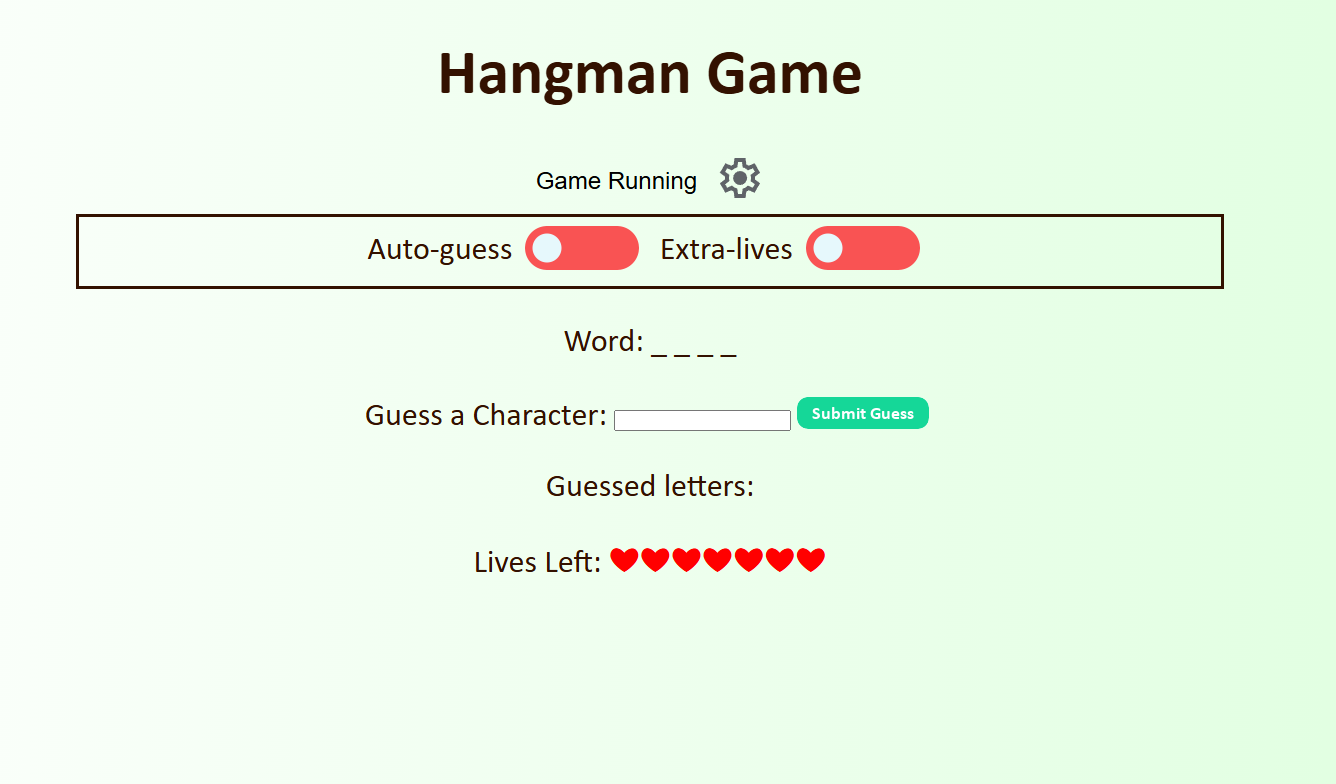 Hangman Game
Game Running
Auto-guess Extra-lives
Word: _ _ _ _
Guess a Character: Submit Guess
Guessed letters:
Lives Left: